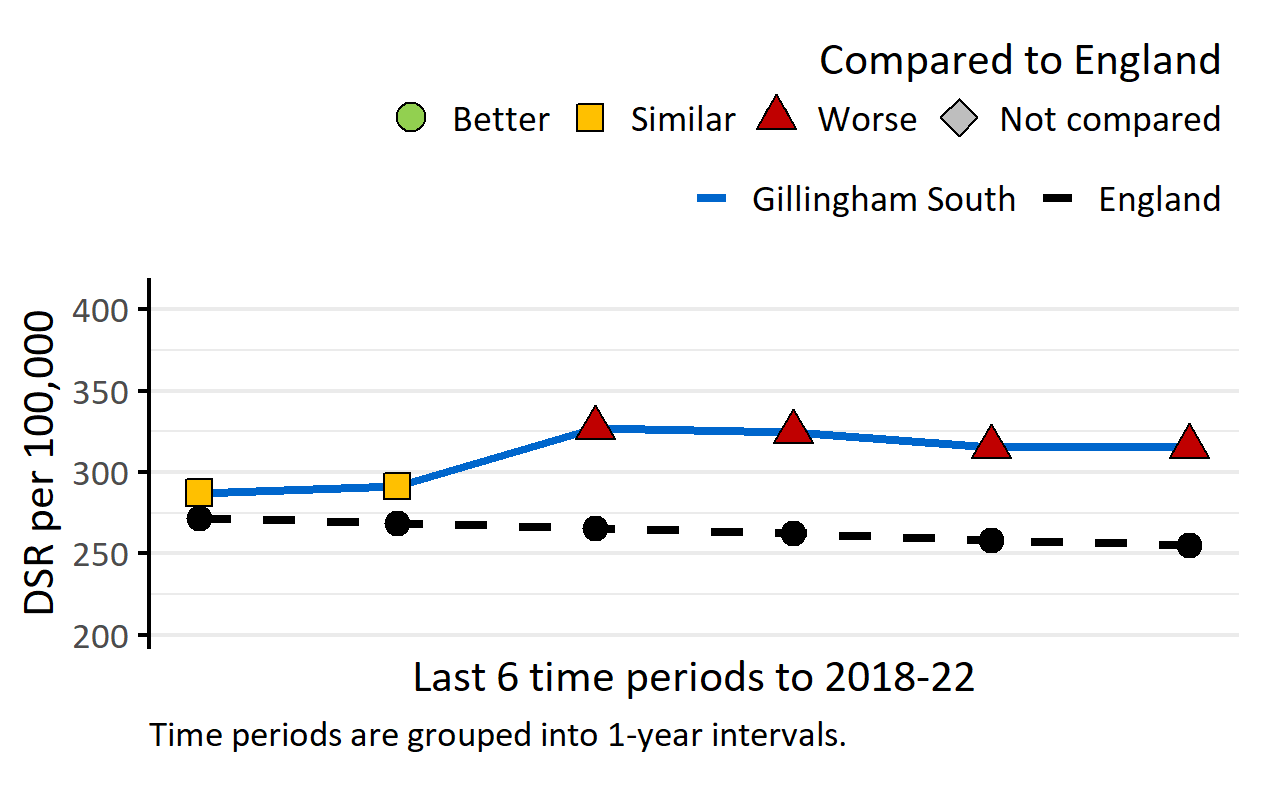 Compared to England
Better Similar Worse Not compared
Gillingham South England
DSR per 100,000
400
350
300
250
200
Last 6 time periods to 2018-22
Time periods are grouped into 1-year intervals.